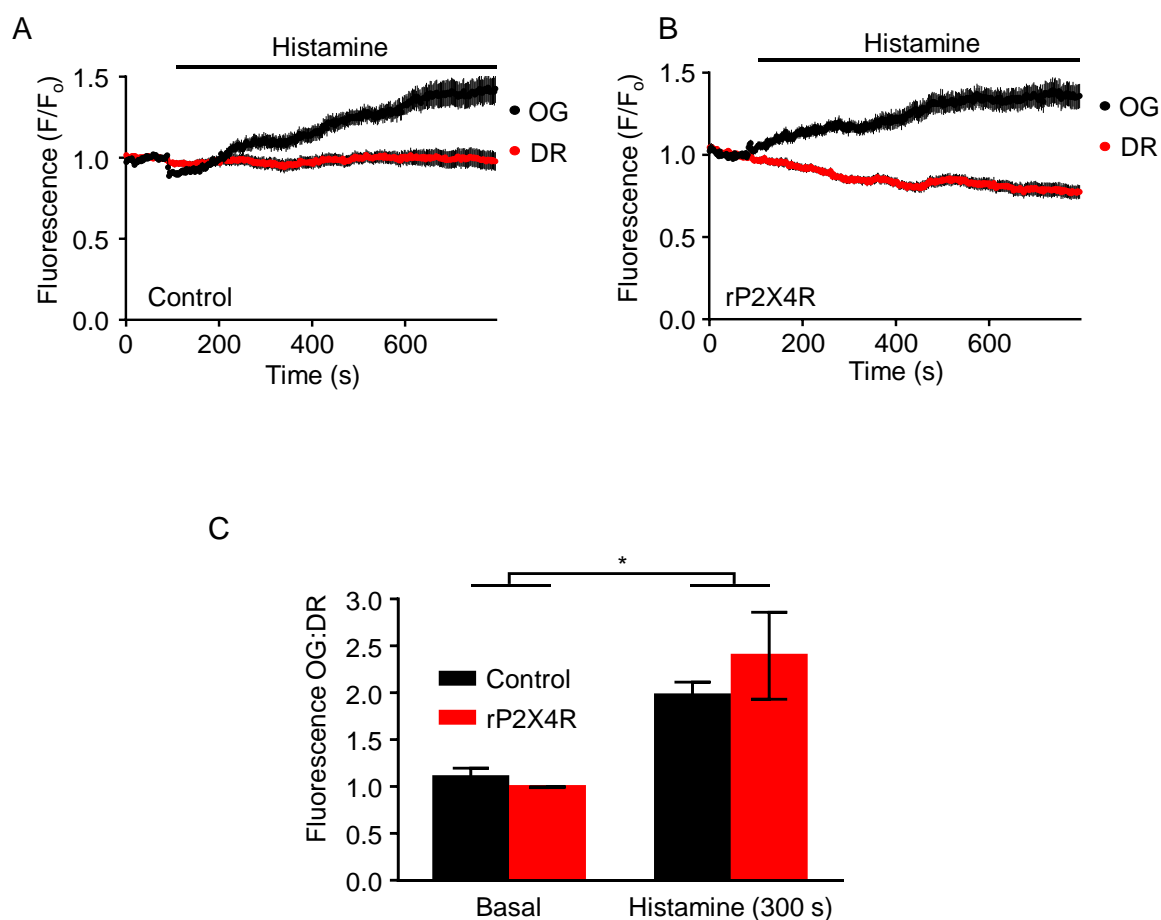 A
Histamine
Fluorescence (F/Fo)
1.5
1.0
0.5
0.0
OG
DR
Control
0 200 400 600
Time (s)
B
Histamine
Fluorescence (F/Fo)
1.5
1.0
0.5
0.0
OG
DR
rP2X4R
0 200 400 600
Time (s)
C
*
Fluorescence OG:DR
3.0
2.5
2.0
1.5
1.0
0.5
0.0
Control
rP2X4R
Basal Histamine (300 s)